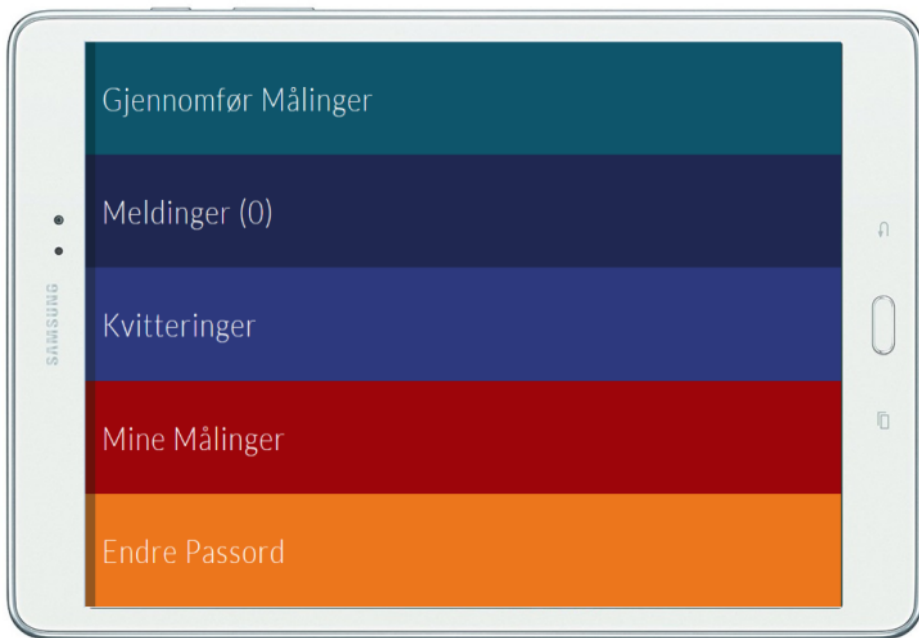 Gjennomfør Målinger
Meldinger (0)
Kvitteringer
Mine Målinger
Endre Passord
SAMSUNG